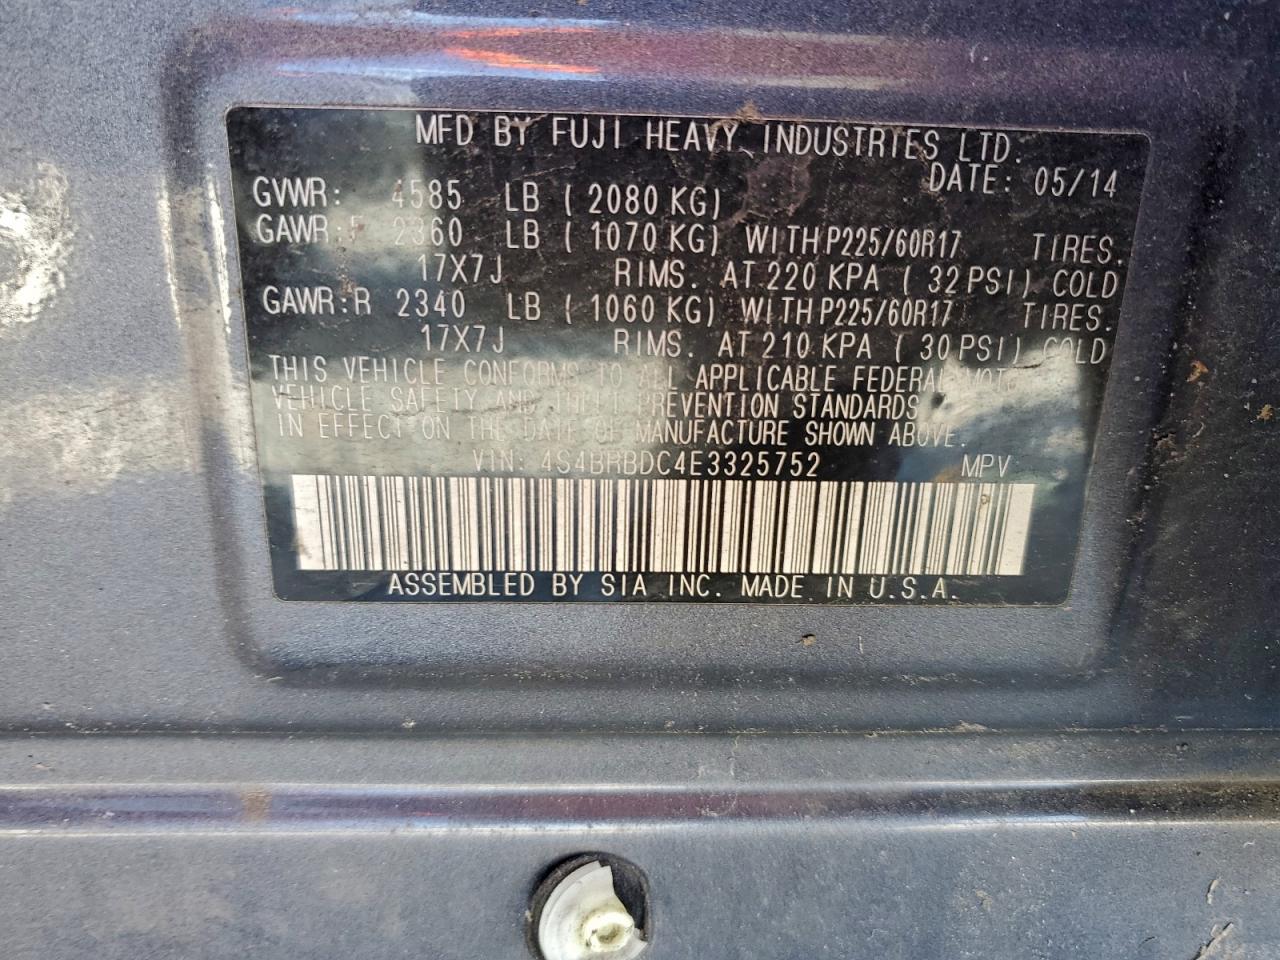 MFD BY FUJI HEAVY INDUSTRIES LTD.
DATE: 05/14
GVWR: 4585 LB ( 2080 KG)
GAWR:F 2360 LB ( 1070 KG) WITH P225/60R17 TIRES.
17X7J RIMS. AT 220 KPA ( 32 PSI) COLD
GAWR:R 2340 LB ( 1060 KG) WITH P225/60R17 TIRES.
17X7J RIMS. AT 210 KPA ( 30 PSI) COLD
THIS VEHICLE CONFORMS TO ALL APPLICABLE FEDERAL MOTOR
VEHICLE SAFETY AND THEFT PREVENTION STANDARDS
IN EFFECT ON THE DATE OF MANUFACTURE SHOWN ABOVE.
VIN: 4S4BRBDC4E3325752 MPV
ASSEMBLED BY SIA INC. MADE IN U.S.A.